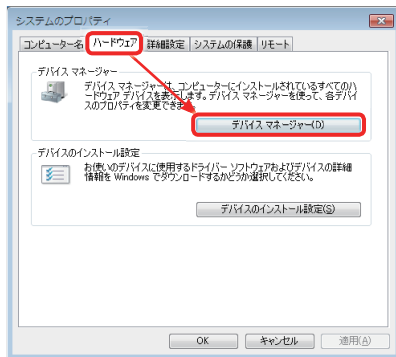 システムのプロパティ
コンピューター名 ハードウェア 詳細設定 システムの保護 リモート
デバイス マネージャー
デバイス マネージャーは、コンピューターにインストールされているすべてのハ
ードウェア デバイスを表示します。デバイス マネージャーを使って、各デバイ
スのプロパティを変更できます。
デバイス マネージャー(D)
デバイスのインストール設定
お使いのデバイスに使用するドライバー ソフトウェアおよびデバイスの詳細
情報を Windows でダウンロードするかどうか選択してください。
デバイスのインストール設定(S)
OK キャンセル 適用(A)